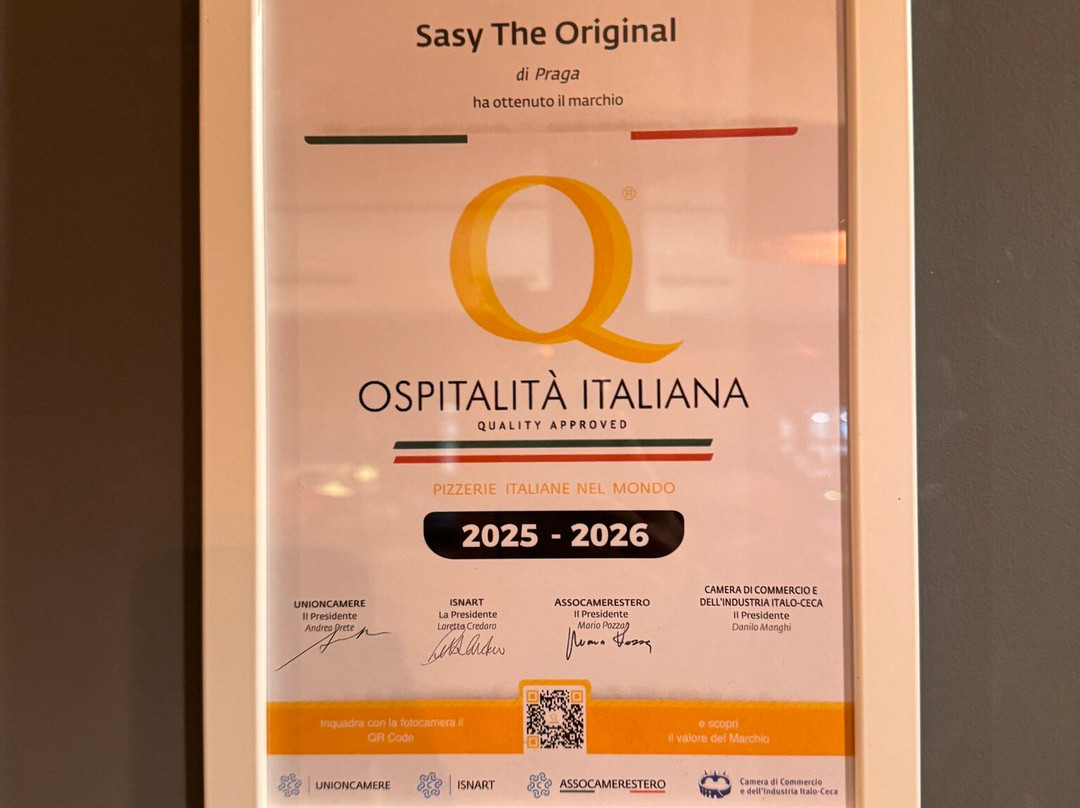 Sasy The Original
di Praga
ha ottenuto il marchio
Q®
OSPITALITÀ ITALIANA
QUALITY APPROVED
PIZZERIE ITALIANE NEL MONDO
2025 - 2026
UNIONCAMERE
Il Presidente
Andrea Prete
ISNART
La Presidente
Loretta Credaro
ASSOCAMERESTERO
Il Presidente
Mario Pozza
CAMERA DI COMMERCIO E
DELL'INDUSTRIA ITALO-CECA
Il Presidente
Danilo Manghi
Inquadra con la fotocamera il
QR Code
e scopri
il valore del Marchio
UNIONCAMERE
ISNART
ASSOCAMERESTERO
Camera di Commercio
e dell'Industria Italo-Ceca